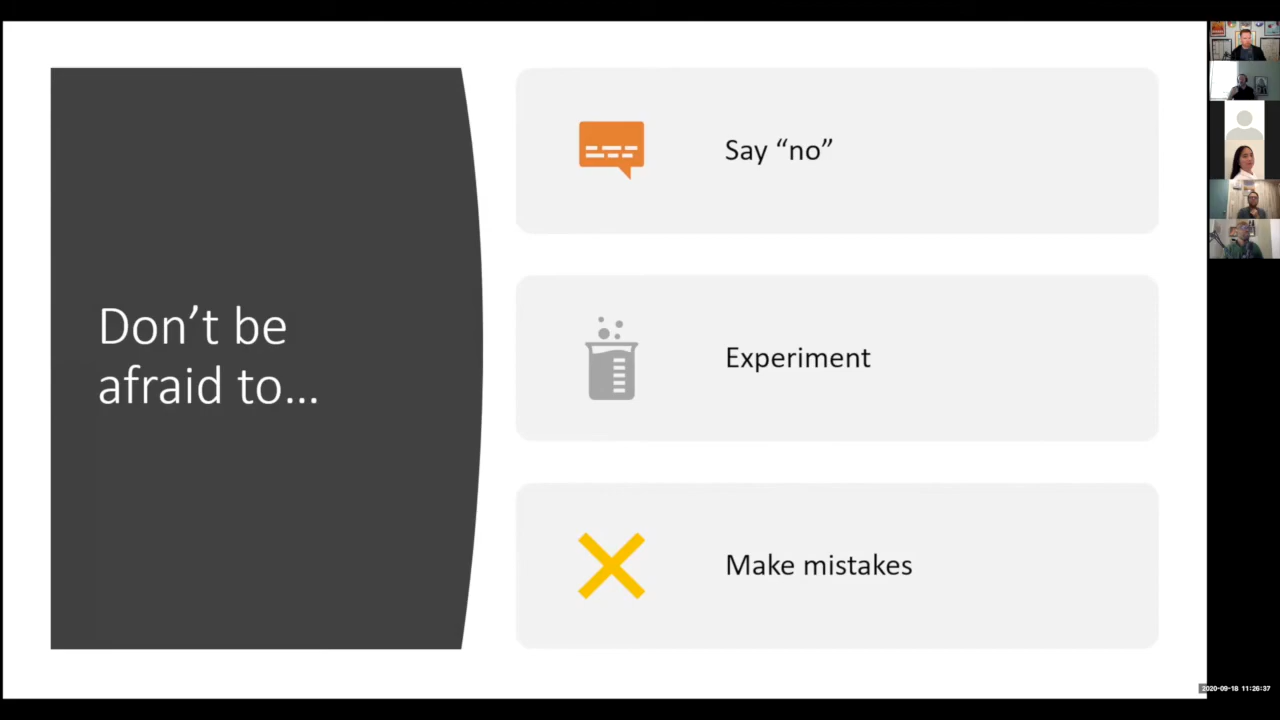 Don’t be
afraid to...
Say “no”
Experiment
Make mistakes
2020-09-18 11:26:37